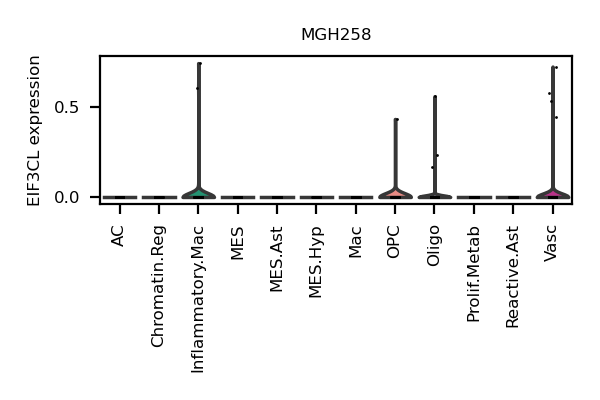 MGH258
EIF3CL expression
0.5
0.0
AC
Chromatin.Reg
Inflammatory.Mac
MES
MES.Ast
MES.Hyp
Mac
OPC
Oligo
Prolif.Metab
Reactive.Ast
Vasc